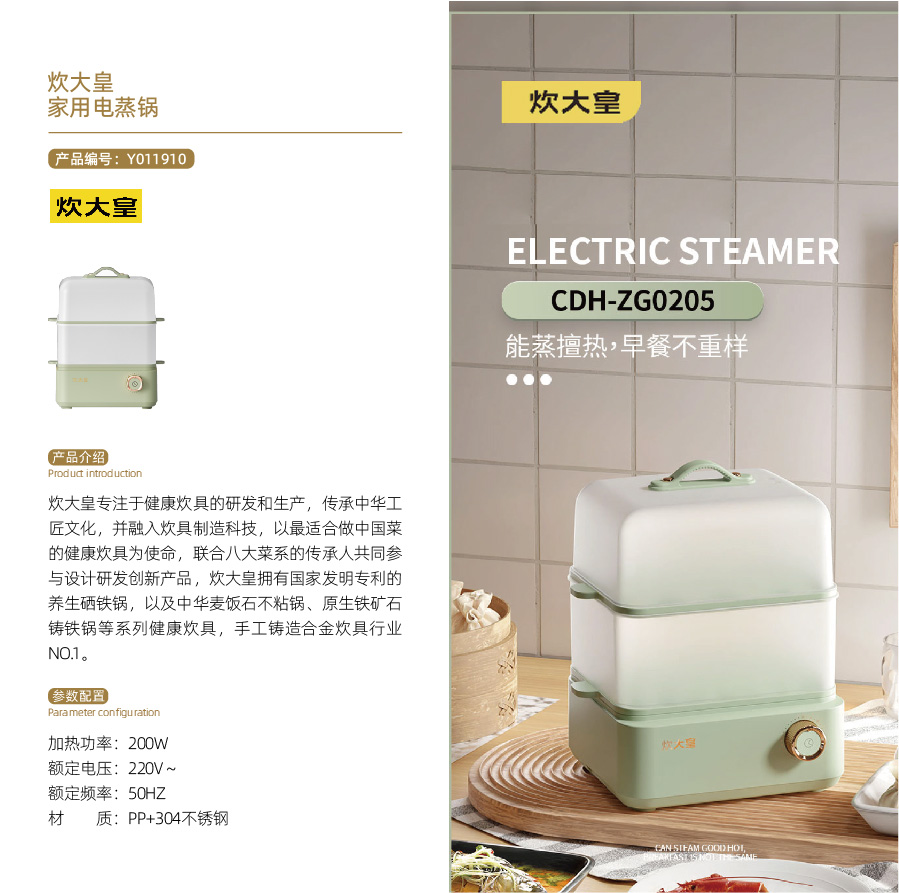 炊大皇
家用电蒸锅
产品编号：Y011910
炊大皇
产品介绍
Product introduction
炊大皇专注于健康炊具的研发和生产，传承中华工
匠文化，并融入炊具制造科技，以最适合做中国菜
的健康炊具为使命，联合八大菜系的传承人共同参
与设计研发创新产品，炊大皇拥有国家发明专利的
养生硒铁锅，以及中华麦饭石不粘锅、原生铁矿石
铸铁锅等系列健康炊具，手工铸造合金炊具行业
NO.1。
参数配置
Parameter configuration
加热功率：200W
额定电压：220V~
额定频率：50HZ
材　　质：PP+304不锈钢
炊大皇
ELECTRIC STEAMER
CDH-ZG0205
能蒸擅热，早餐不重样
炊大皇
CAN STEAM GOOD HOT,
BREAKFAST IS NOT THE SAME